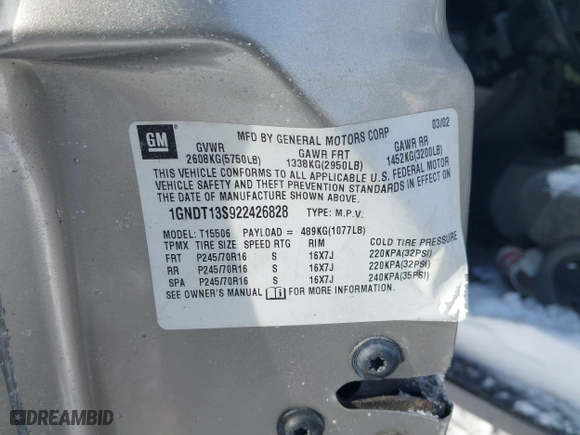 GM
MFD BY GENERAL MOTORS CORP 03/02
GVWR GAWR FRT GAWR RR
2608KG(5750LB) 1338KG(2950LB) 1452KG(3200LB)
THIS VEHICLE CONFORMS TO ALL APPLICABLE U.S. FEDERAL MOTOR
VEHICLE SAFETY AND THEFT PREVENTION STANDARDS IN EFFECT ON
THE DATE OF MANUFACTURE SHOWN ABOVE.
1GNDT13S922426828 TYPE: M.P.V.
MODEL: T15506 PAYLOAD = 489KG(1077LB)
TPMX TIRE SIZE SPEED RTG RIM COLD TIRE PRESSURE
FRT P245/70R16 S 16X7J 220KPA(32PSI)
RR P245/70R16 S 16X7J 220KPA(32PSI)
SPA P245/70R16 S 16X7J 240KPA(35PSI)
SEE OWNER'S MANUAL FOR MORE INFORMATION.
DREAMBID